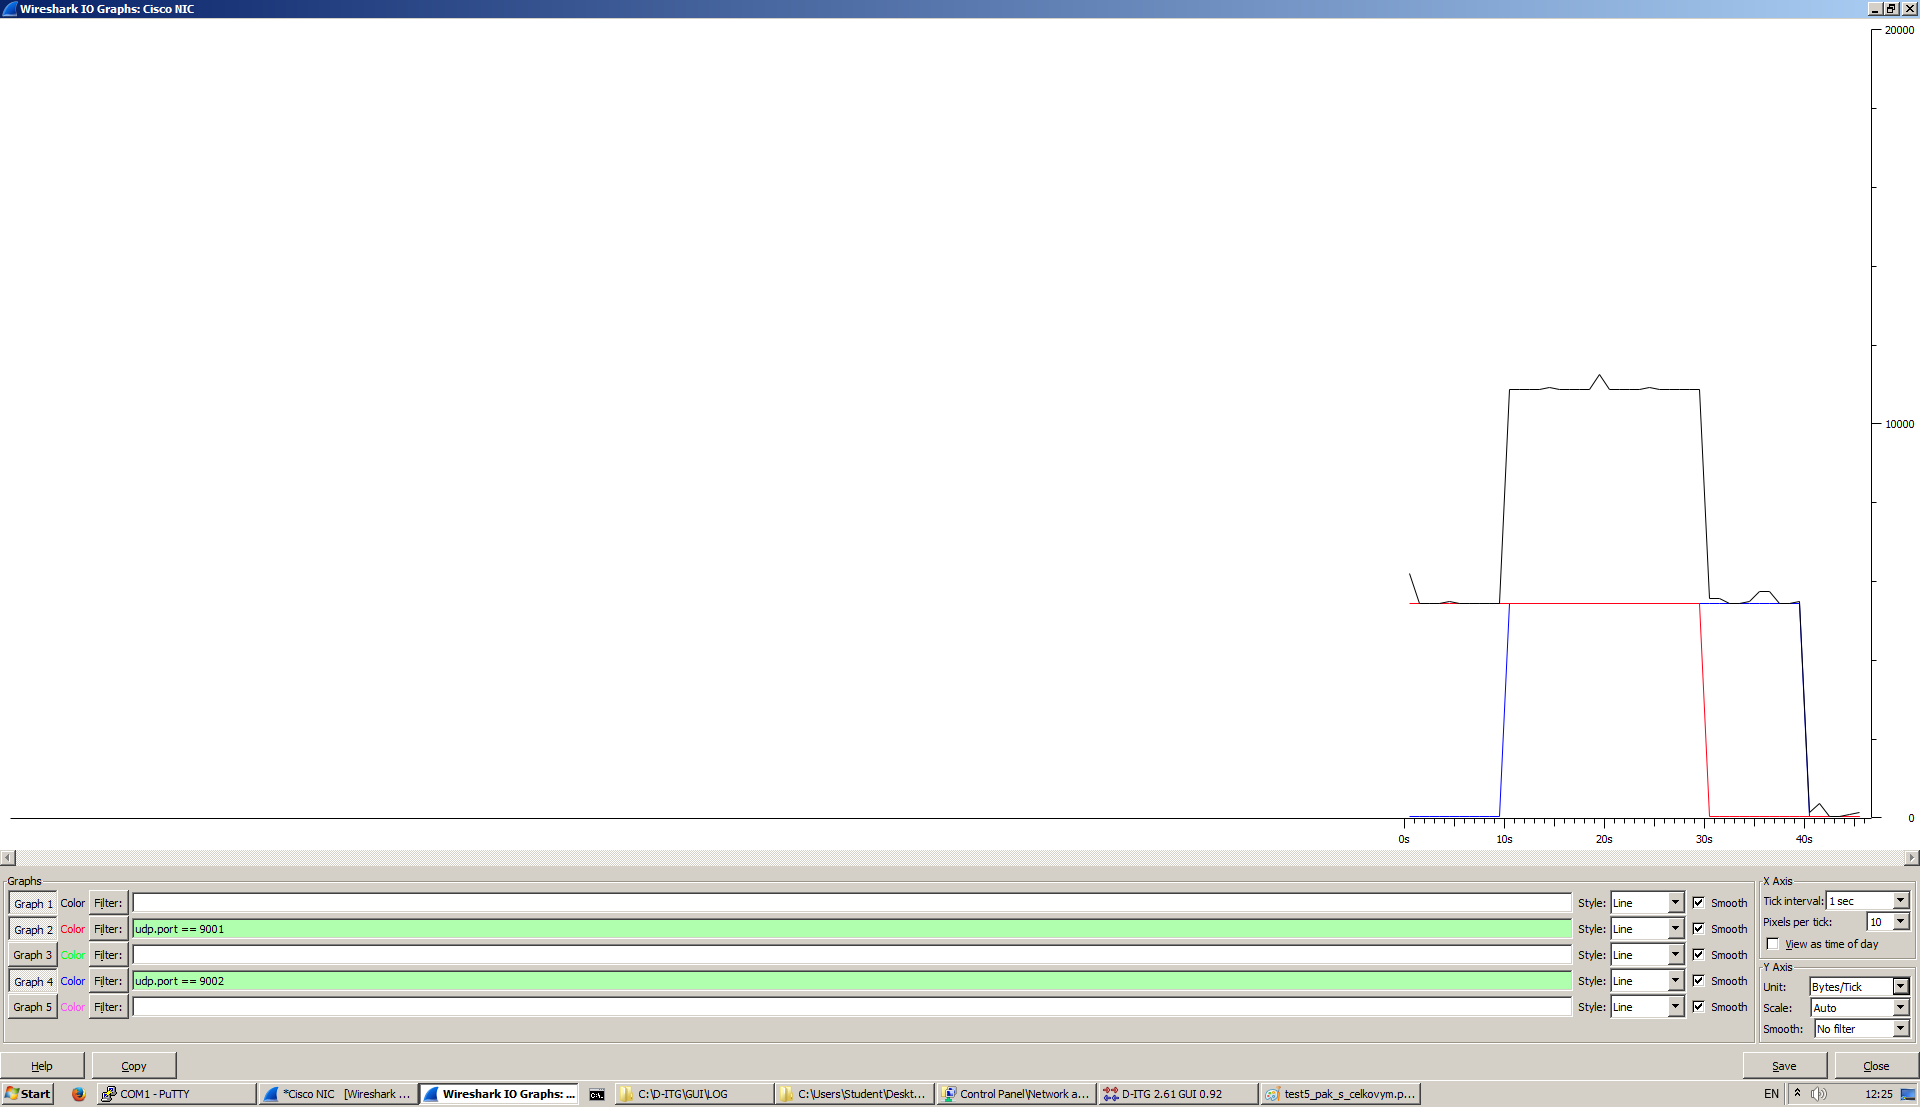 Wireshark IO Graphs: Cisco NIC
20000
10000
0
0s 10s 20s 30s 40s
Graphs
Graph 1 Color Filter: Style: Line Smooth
Graph 2 Color Filter: udp.port == 9001 Style: Line Smooth
Graph 3 Color Filter: Style: Line Smooth
Graph 4 Color Filter: udp.port == 9002 Style: Line Smooth
Graph 5 Color Filter: Style: Line Smooth
X Axis
Tick interval: 1 sec
Pixels per tick: 10
View as time of day
Y Axis
Unit: Bytes/Tick
Scale: Auto
Smooth: No filter
Help Copy Save Close
Start COM1 - PuTTY *Cisco NIC [Wireshark ... Wireshark IO Graphs: ... C:\D-ITG\GUI\LOG C:\Users\Student\Deskt... Control Panel\Network a... D-ITG 2.61 GUI 0.92 test5_pak_s_celkovym.p... EN 12:25